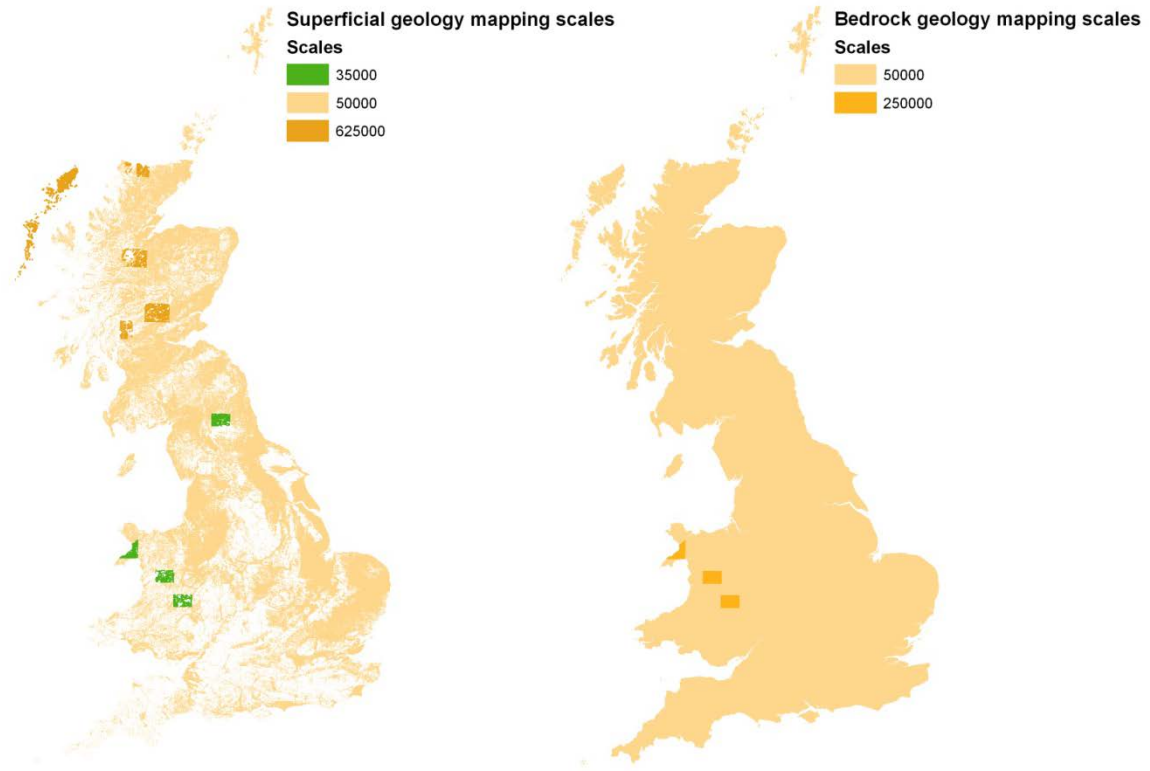 Superficial geology mapping scales
Scales
35000
50000
625000
Bedrock geology mapping scales
Scales
50000
250000